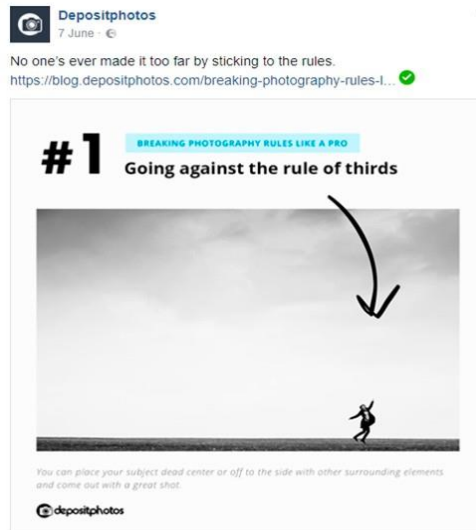 Depositphotos
7 June ·
No one's ever made it too far by sticking to the rules.
https://blog.depositphotos.com/breaking-photography-rules-l...
#1
BREAKING PHOTOGRAPHY RULES LIKE A PRO
Going against the rule of thirds
You can place your subject dead center or off to the side with other surrounding elements
and come out with a great shot.
depositphotos